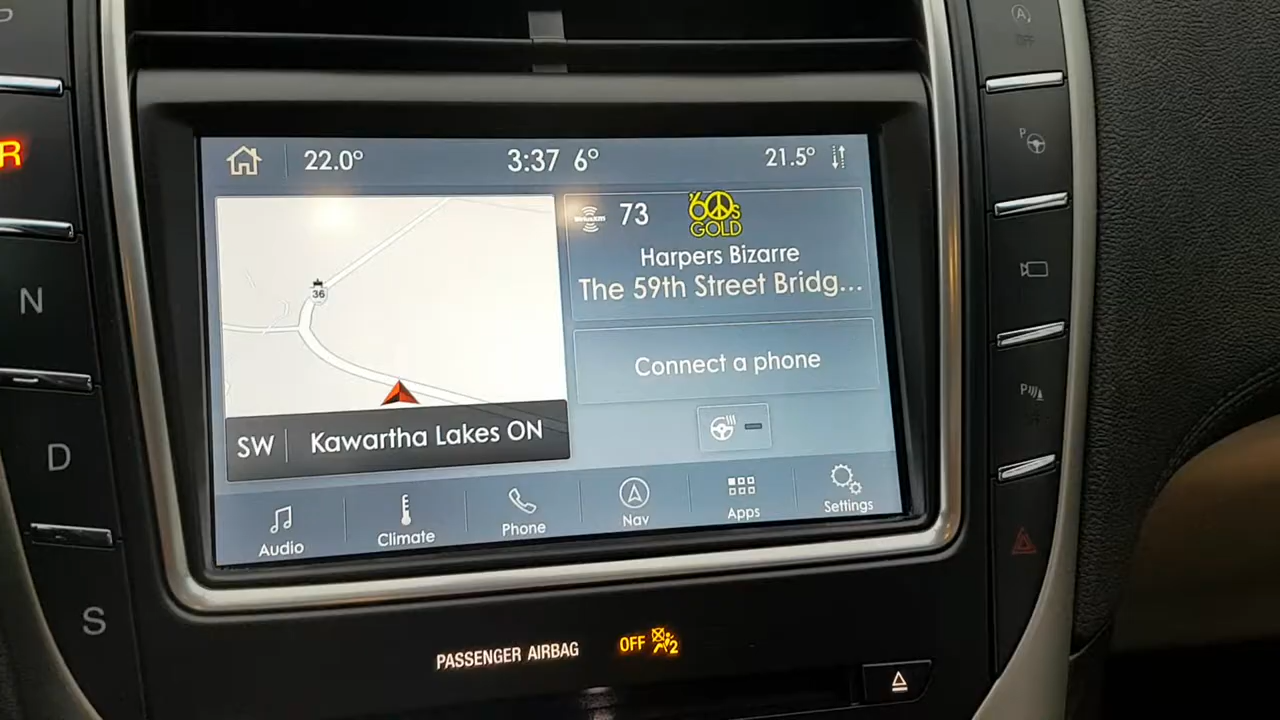 22.0° 3:37 6° 21.5°
SiriusXM 73 '60s GOLD
Harpers Bizarre
The 59th Street Bridg...
36
Connect a phone
SW Kawartha Lakes ON
Audio Climate Phone Nav Apps Settings
PASSENGER AIRBAG OFF 2
R
N
D
S
A
OFF
P
P